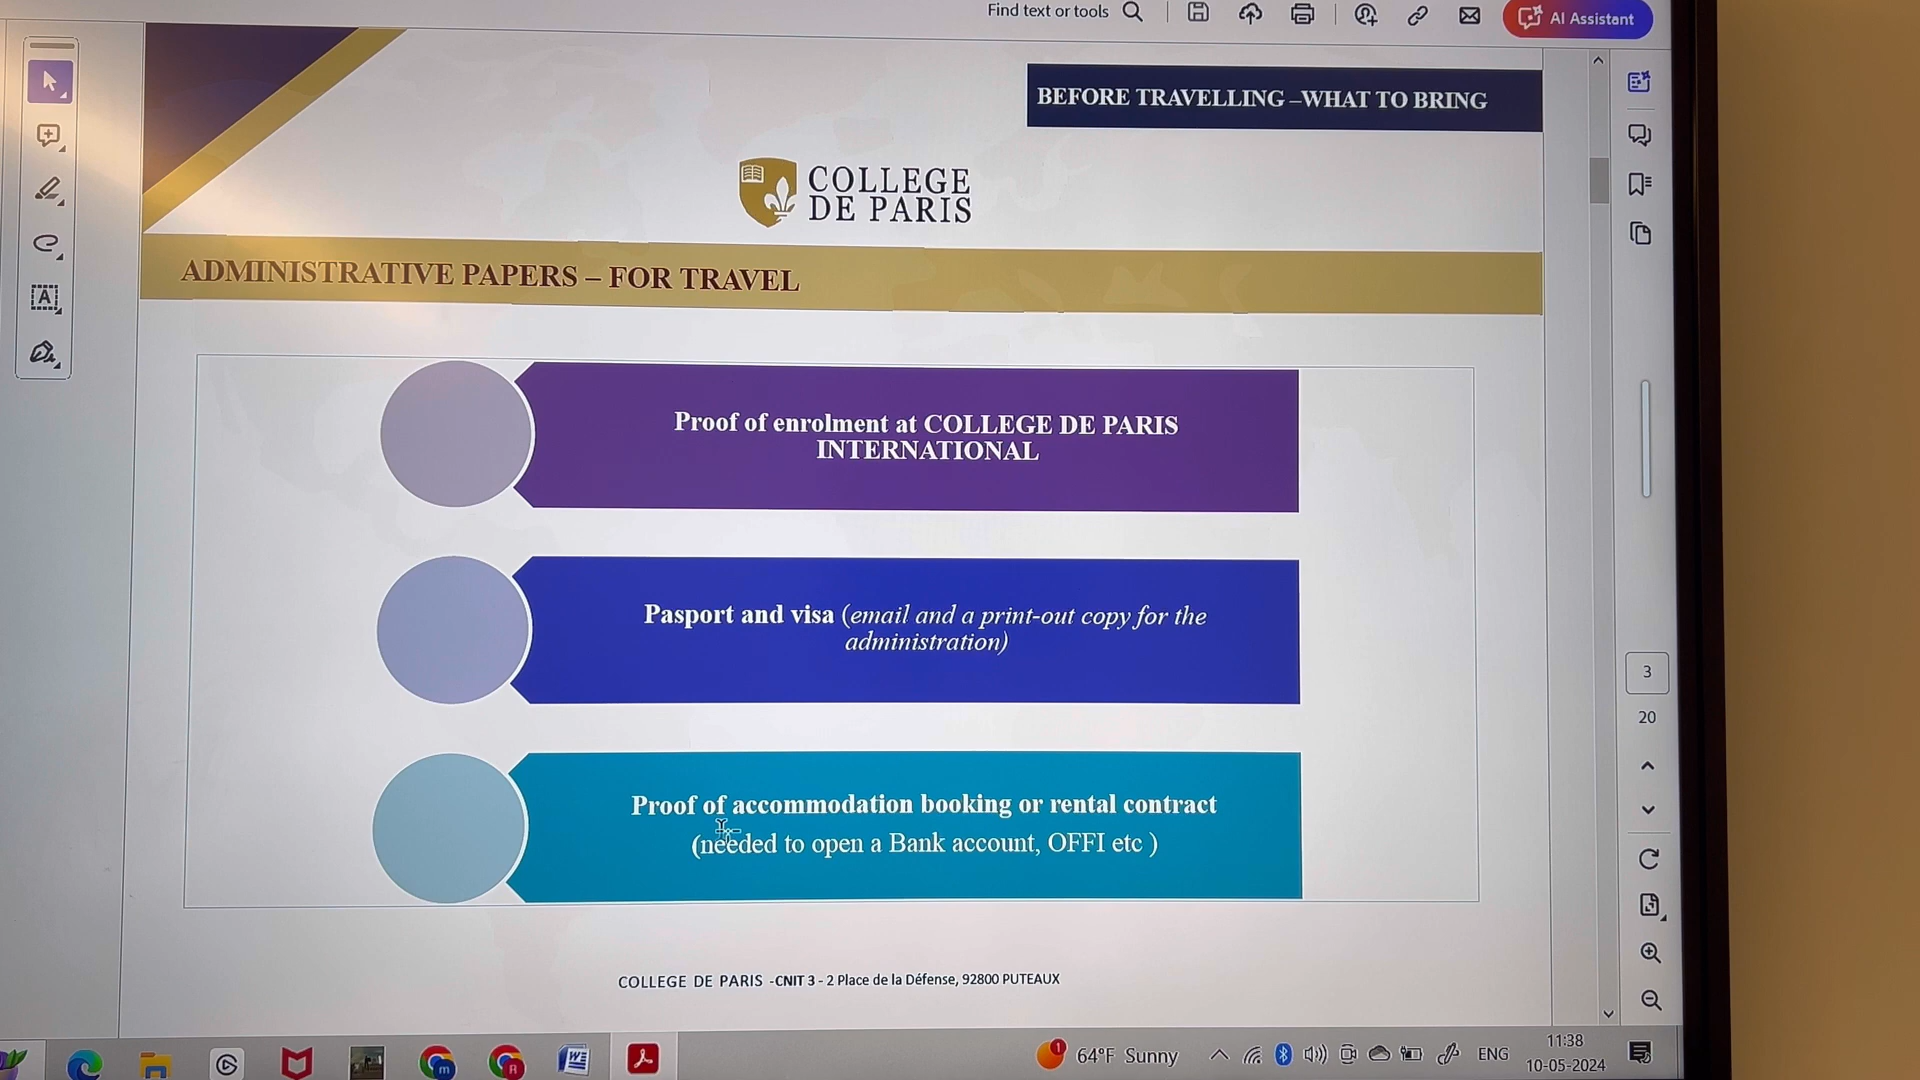 Find text or tools
AI Assistant
BEFORE TRAVELLING –WHAT TO BRING
COLLEGE
DE PARIS
ADMINISTRATIVE PAPERS – FOR TRAVEL
Proof of enrolment at COLLEGE DE PARIS
INTERNATIONAL
Pasport and visa (email and a print-out copy for the
administration)
Proof of accommodation booking or rental contract
(needed to open a Bank account, OFFI etc )
3
20
COLLEGE DE PARIS -CNIT 3 - 2 Place de la Défense, 92800 PUTEAUX
1
64°F Sunny
ENG
11:38
10-05-2024